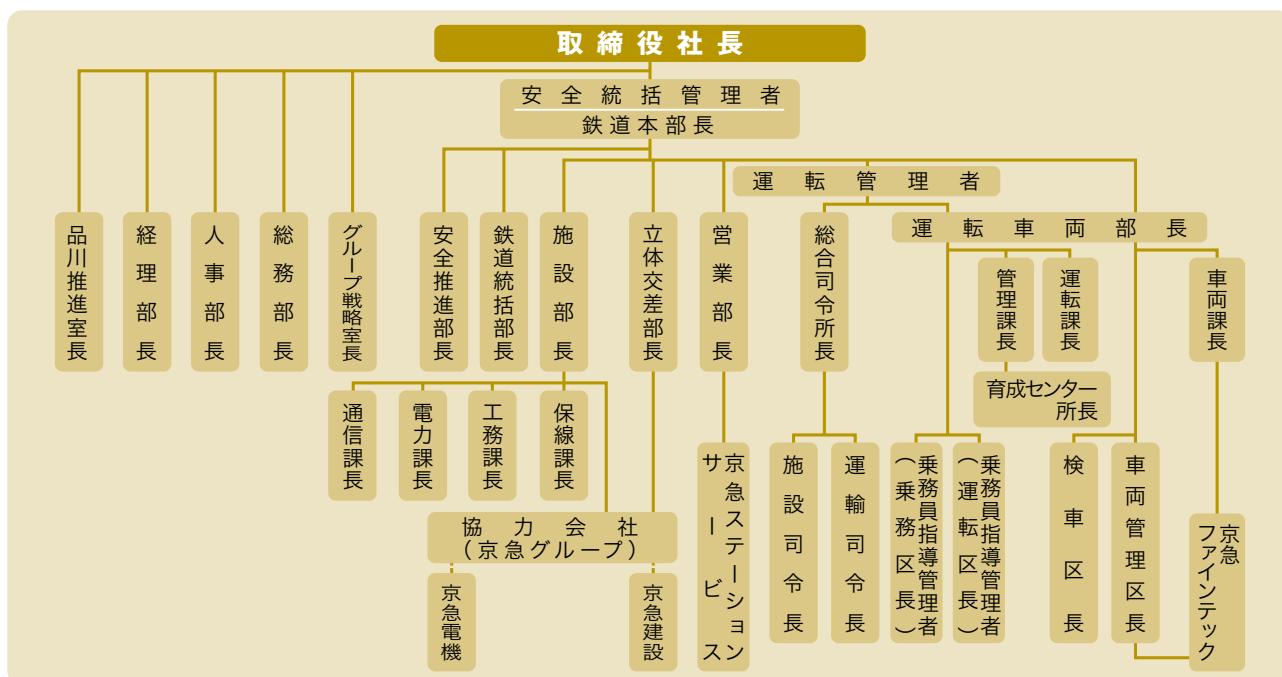 取締役社長
安全統括管理者
鉄道本部長
運転管理者
品川推進室長
経理部長
人事部長
総務部長
グループ戦略室長
安全推進部長
鉄道統括部長
施設部長
立体交差部長
営業部長
総合司令所長
運転車両部長
管理課長
運転課長
車両課長
育成センター
所長
通信課長
電力課長
工務課長
保線課長
協力会社
(京急グループ)
京急電機
京急建設
京急ステーション
サービス
施設司令長
運輸司令長
乗務員指導管理者
(乗務区長)
乗務員指導管理者
(運転区長)
検車区長
車両管理区長
京急
ファインテック